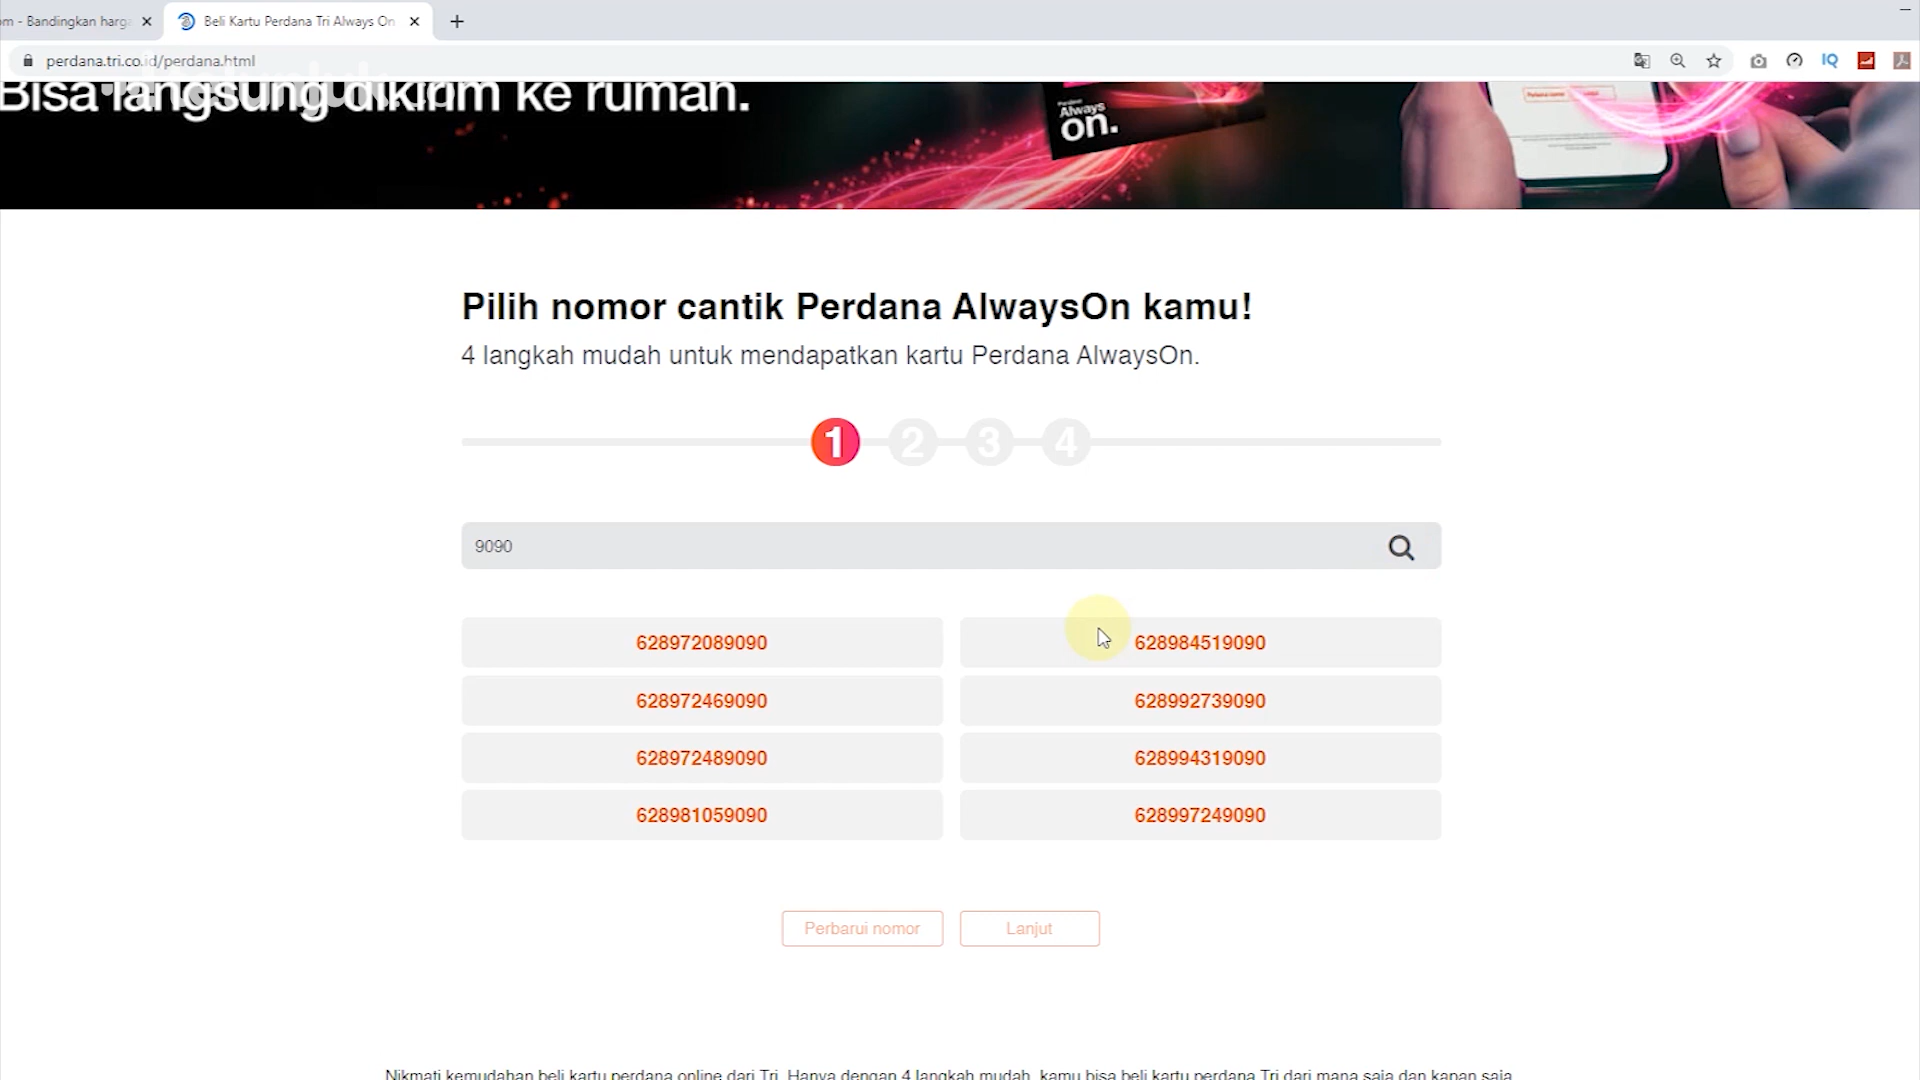 om - Bandingkan harga
Beli Kartu Perdana Tri Always On
perdana.tri.co.id/perdana.html
IQ
Bisa langsung dikirim ke rumah.
Always
on.
Pilih nomor cantik Perdana AlwaysOn kamu!
4 langkah mudah untuk mendapatkan kartu Perdana AlwaysOn.
1 2 3 4
9090
628972089090 628984519090
628972469090 628992739090
628972489090 628994319090
628981059090 628997249090
Perbarui nomor Lanjut
Nikmati kemudahan beli kartu perdana online dari Tri. Hanya dengan 4 langkah mudah, kamu bisa beli kartu perdana Tri dari mana saja dan kapan saja